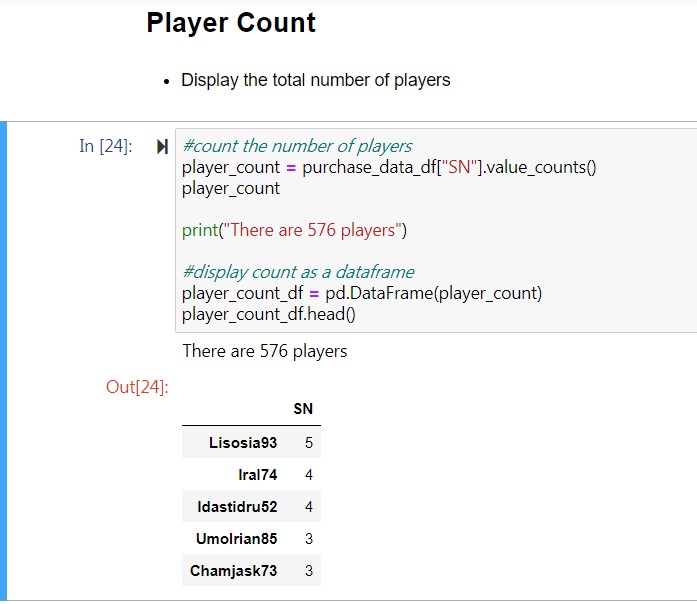 Player Count
• Display the total number of players
In [24]:
#count the number of players
player_count = purchase_data_df["SN"].value_counts()
player_count
print("There are 576 players")
#display count as a dataframe
player_count_df = pd.DataFrame(player_count)
player_count_df.head()
There are 576 players
Out[24]:
SN
Lisosia93 5
Iral74 4
Idastidru52 4
Umolrian85 3
Chamjask73 3